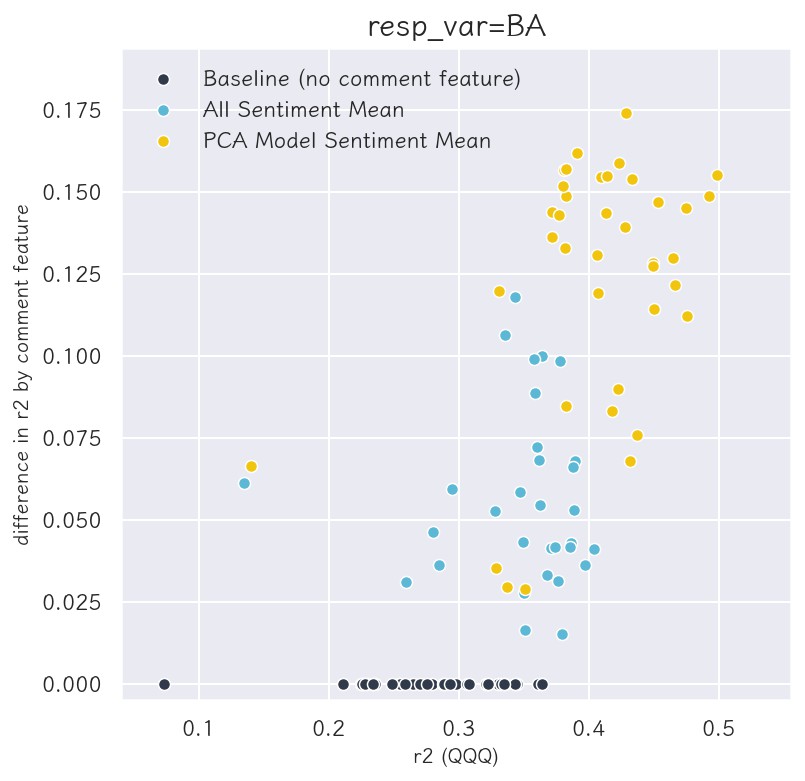 resp_var=BA
Baseline (no comment feature)
All Sentiment Mean
PCA Model Sentiment Mean
difference in r2 by comment feature
0.175
0.150
0.125
0.100
0.075
0.050
0.025
0.000
0.1 0.2 0.3 0.4 0.5
r2 (QQQ)